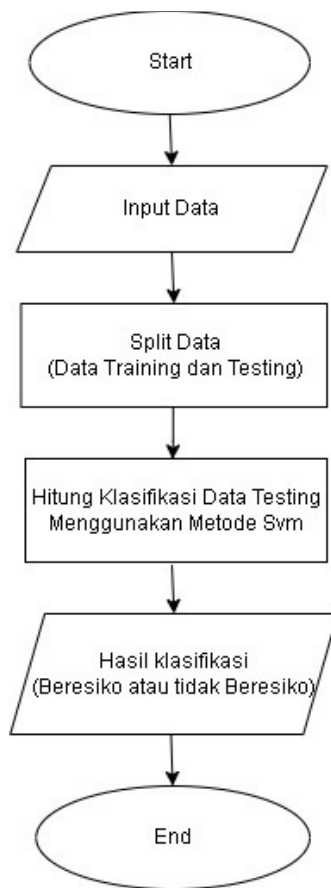 Start
Input Data
Split Data
(Data Training dan Testing)
Hitung Klasifikasi Data Testing
Menggunakan Metode Svm
Hasil klasifikasi
(Beresiko atau tidak Beresiko)
End